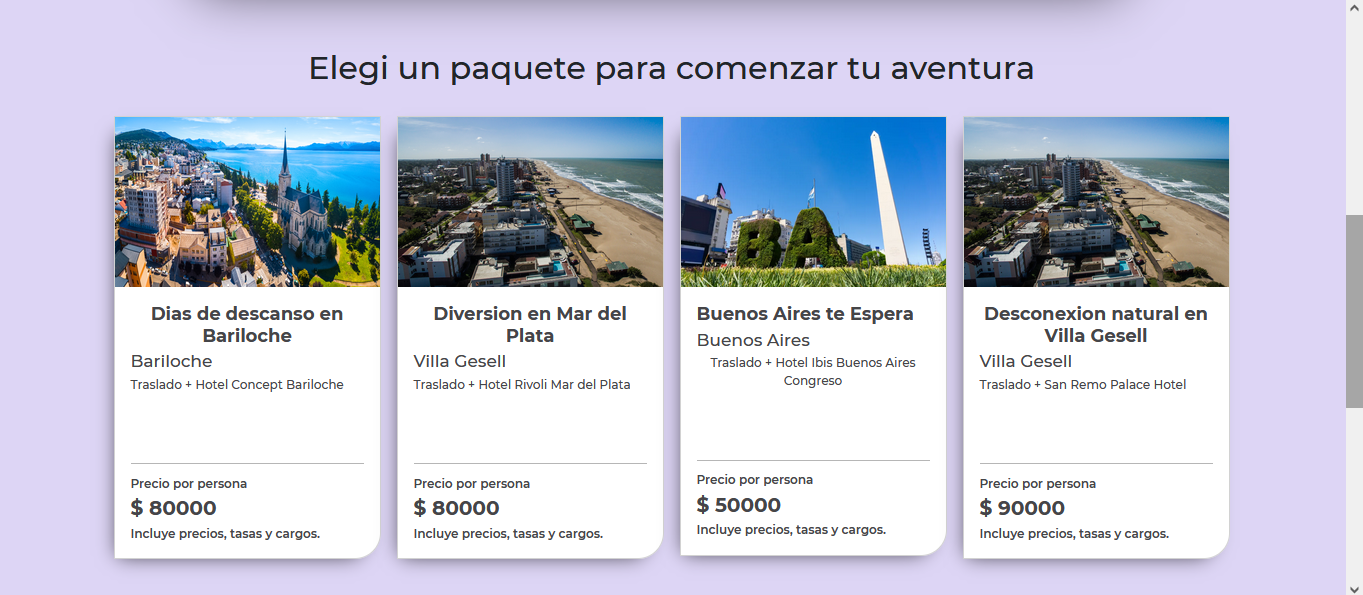 Elegi un paquete para comenzar tu aventura
BA
Dias de descanso en
Bariloche
Bariloche
Traslado + Hotel Concept Bariloche
Precio por persona
$ 80000
Incluye precios, tasas y cargos.
Diversion en Mar del
Plata
Villa Gesell
Traslado + Hotel Rivoli Mar del Plata
Precio por persona
$ 80000
Incluye precios, tasas y cargos.
Buenos Aires te Espera
Buenos Aires
Traslado + Hotel Ibis Buenos Aires
Congreso
Precio por persona
$ 50000
Incluye precios, tasas y cargos.
Desconexion natural en
Villa Gesell
Villa Gesell
Traslado + San Remo Palace Hotel
Precio por persona
$ 90000
Incluye precios, tasas y cargos.